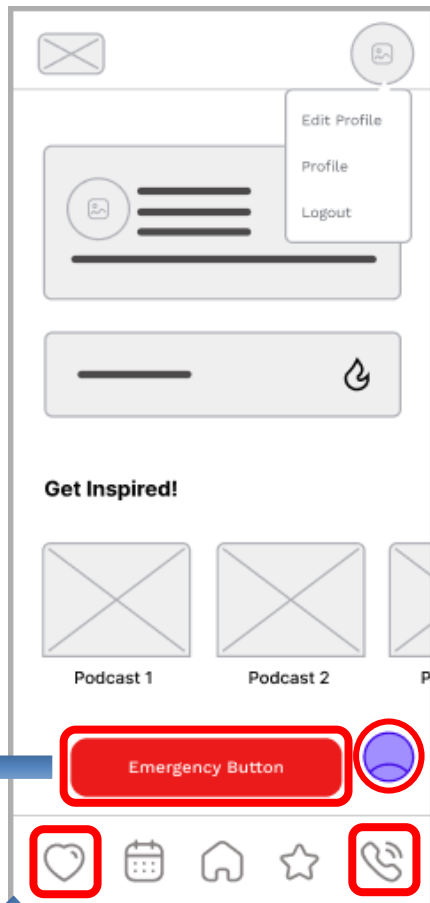 Edit Profile
Profile
Logout
Get Inspired!
Podcast 1
Podcast 2
P
Emergency Button